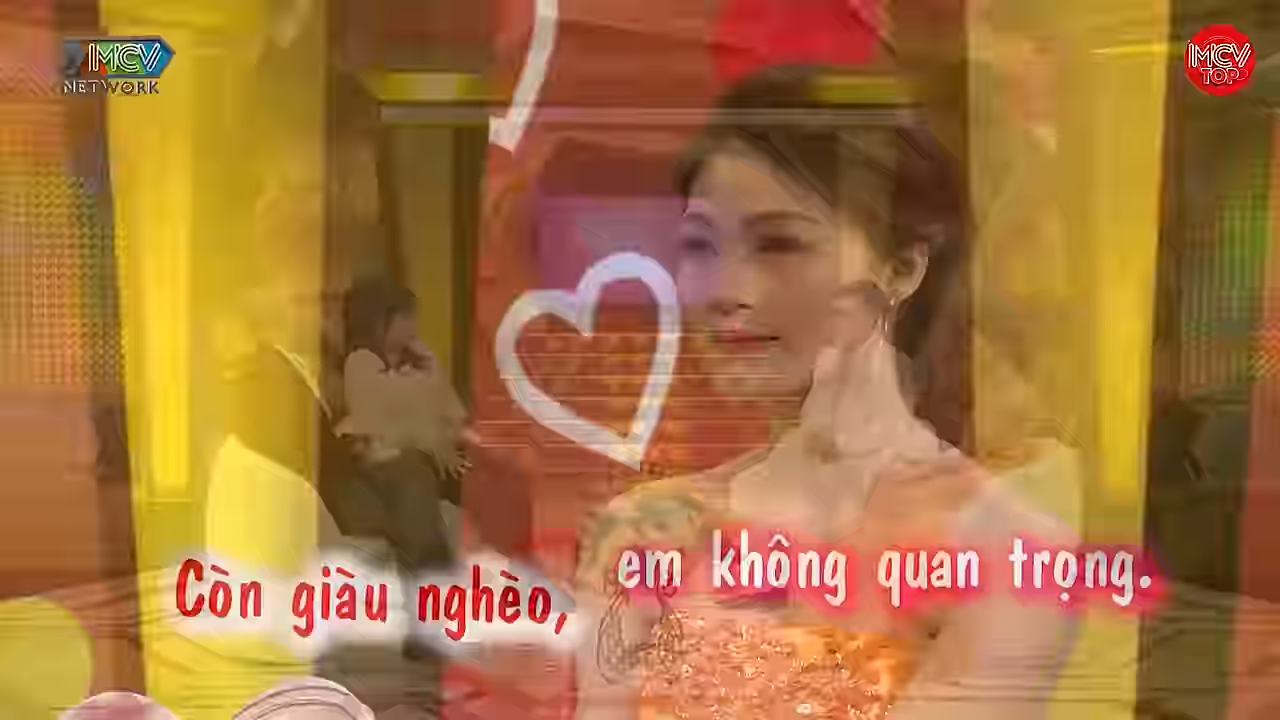 MCV
NETWORK
MCV
TOP
Còn giàu nghèo,
em không quan trọng.